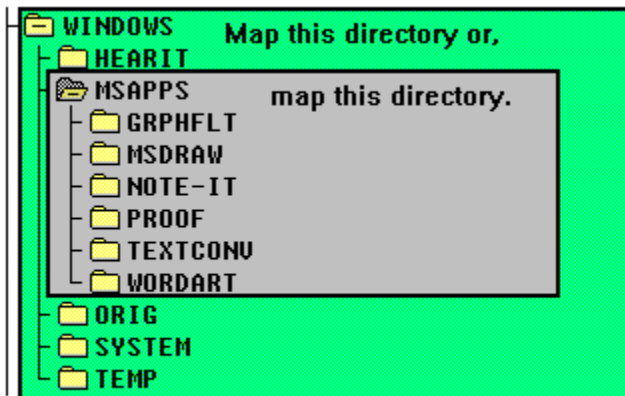 WINDOWS Map this directory or,
HEARIT
MSAPPS map this directory.
GRPHFLT
MSDRAW
NOTE-IT
PROOF
TEXTCONV
WORDART
ORIG
SYSTEM
TEMP